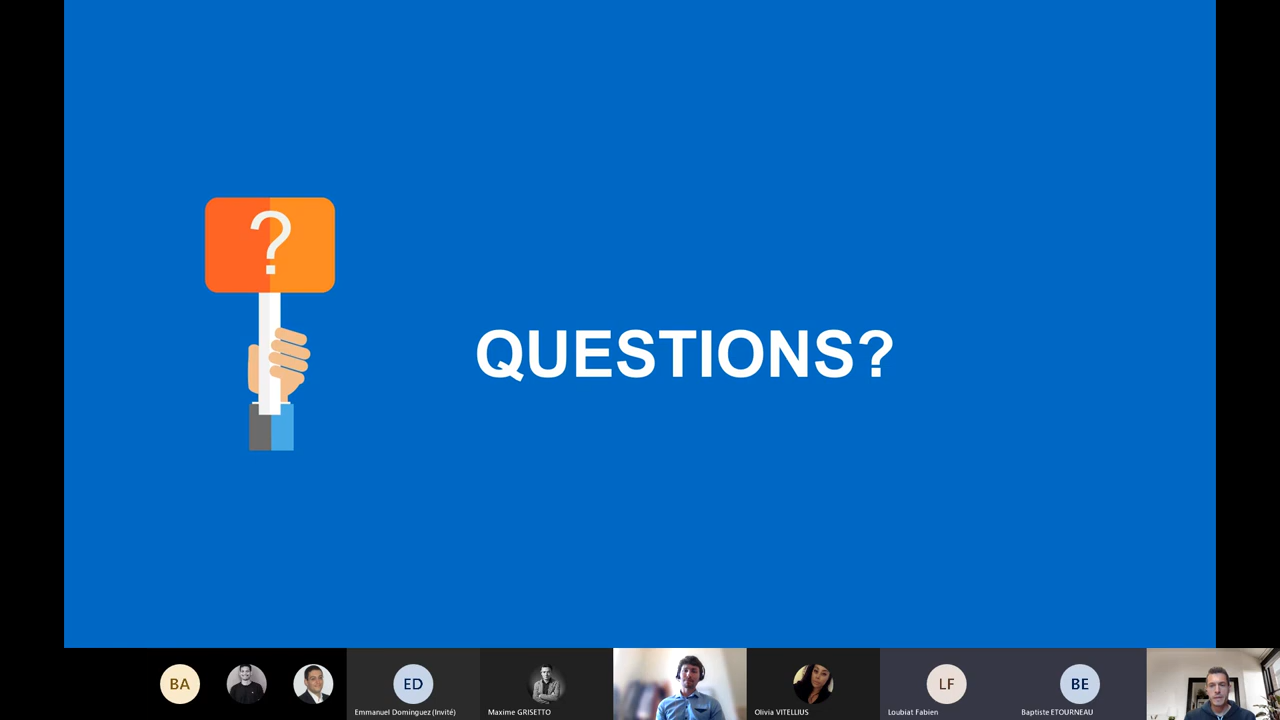 ?
QUESTIONS?
BA
ED
LF
BE
Emmanuel Dominguez (Invité)
Maxime GRISETTO
Olivia VITELLIUS
Loubiat Fabien
Baptiste ETOURNEAU